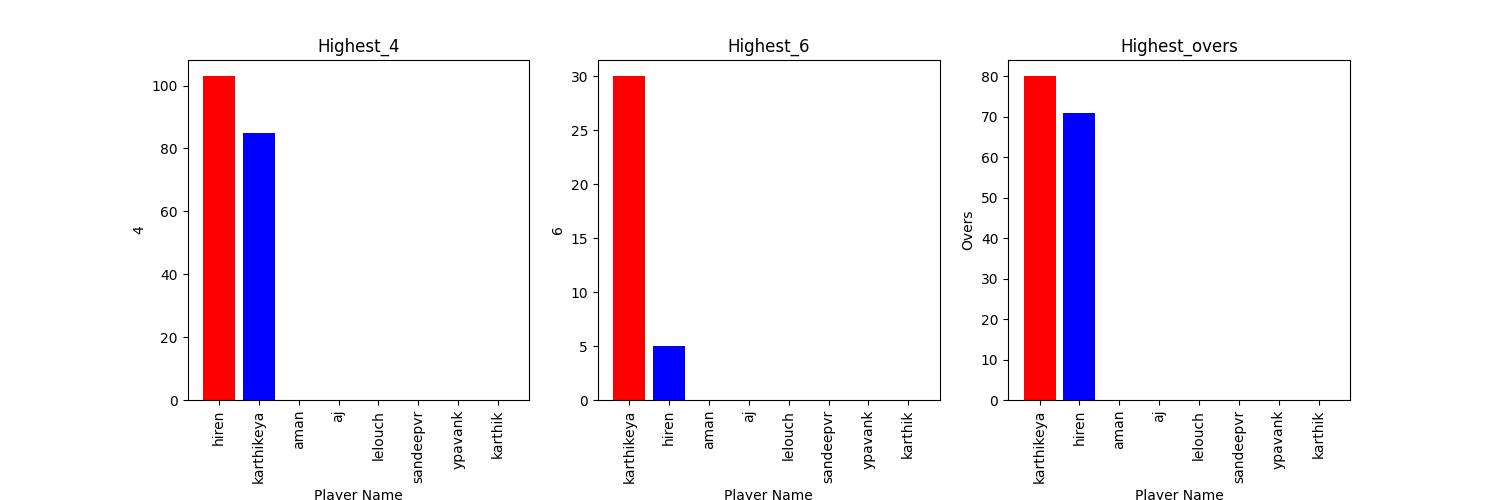 Highest_4
4
100
80
60
40
20
0
hiren
karthikeya
aman
aj
lelouch
sandeepvr
ypavank
karthik
Player Name
Highest_6
6
30
25
20
15
10
5
0
karthikeya
hiren
aman
aj
lelouch
sandeepvr
ypavank
karthik
Player Name
Highest_overs
Overs
80
70
60
50
40
30
20
10
0
karthikeya
hiren
aman
aj
lelouch
sandeepvr
ypavank
karthik
Player Name